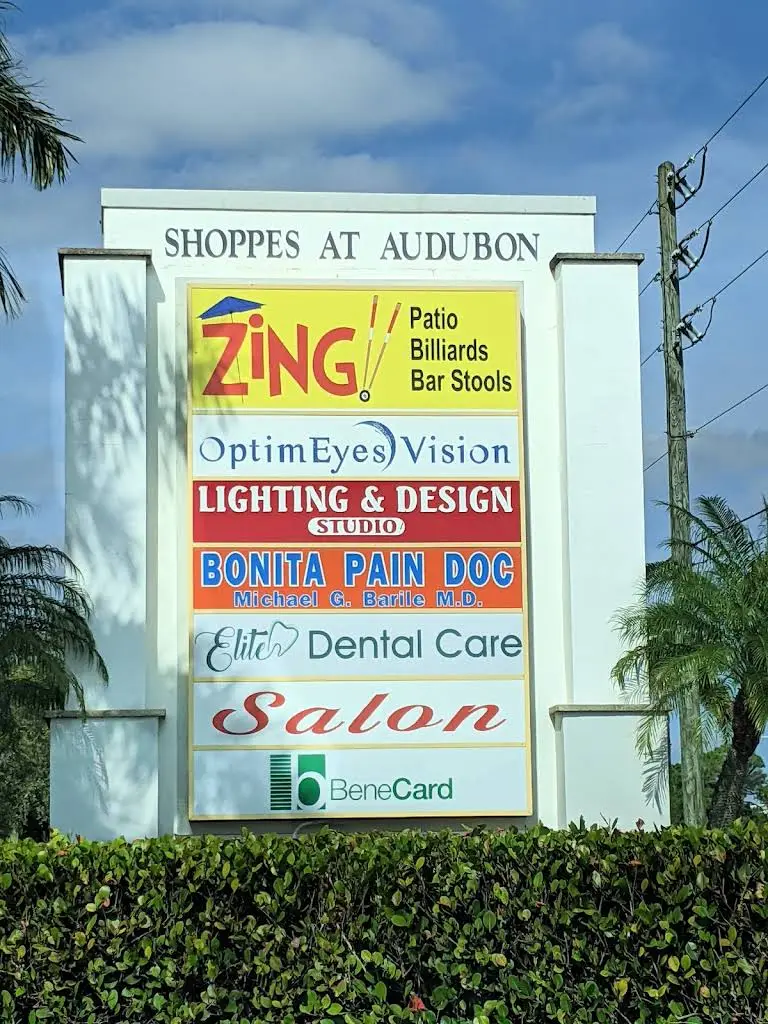 SHOPPES AT AUDUBON
ZiNG!
Patio
Billiards
Bar Stools
OptimEyes Vision
LIGHTING & DESIGN
STUDIO
BONITA PAIN DOC
Michael G. Barile M.D.
Elite Dental Care
Salon
b BeneCard